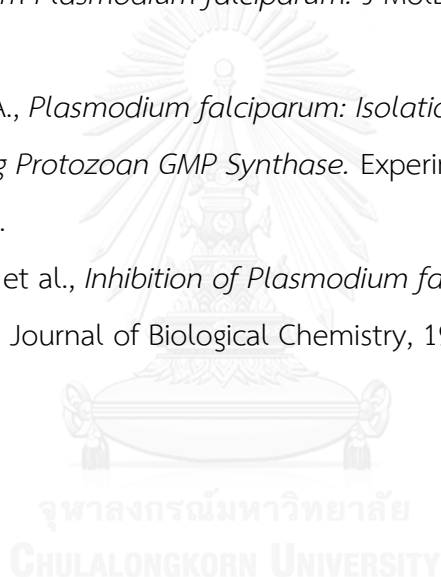 Plasmodium falciparum.
A., Plasmodium falciparum: Isolatio
g Protozoan GMP Synthase. Experin
.
et al., Inhibition of Plasmodium fa
Journal of Biological Chemistry, 19
จุฬาลงกรณ์มหาวิทยาลัย
CHULALONGKORN UNIVERSITY